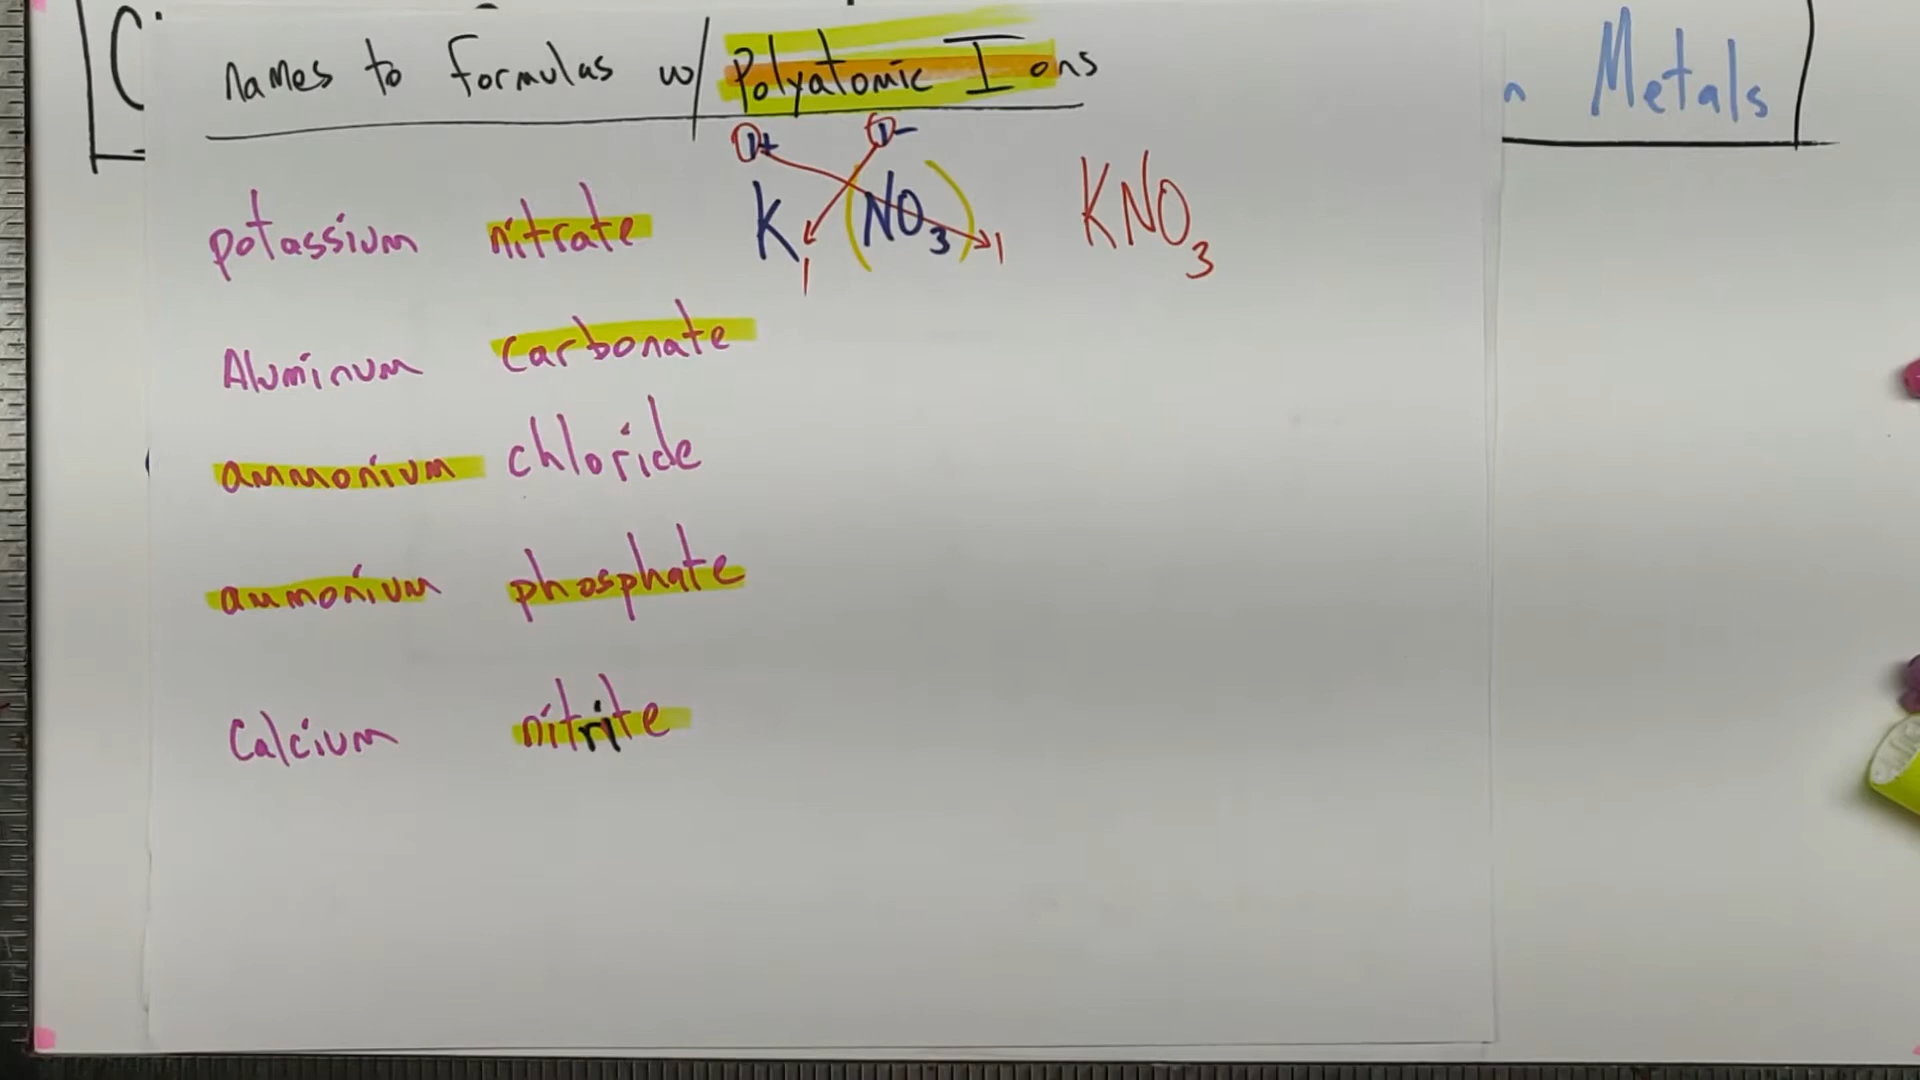 names to formulas w/ Polyatomic Ions
n Metals
1+ 1-
potassium nitrate K1 (NO3)1 KNO3
Aluminum carbonate
ammonium chloride
ammonium phosphate
Calcium nitrite